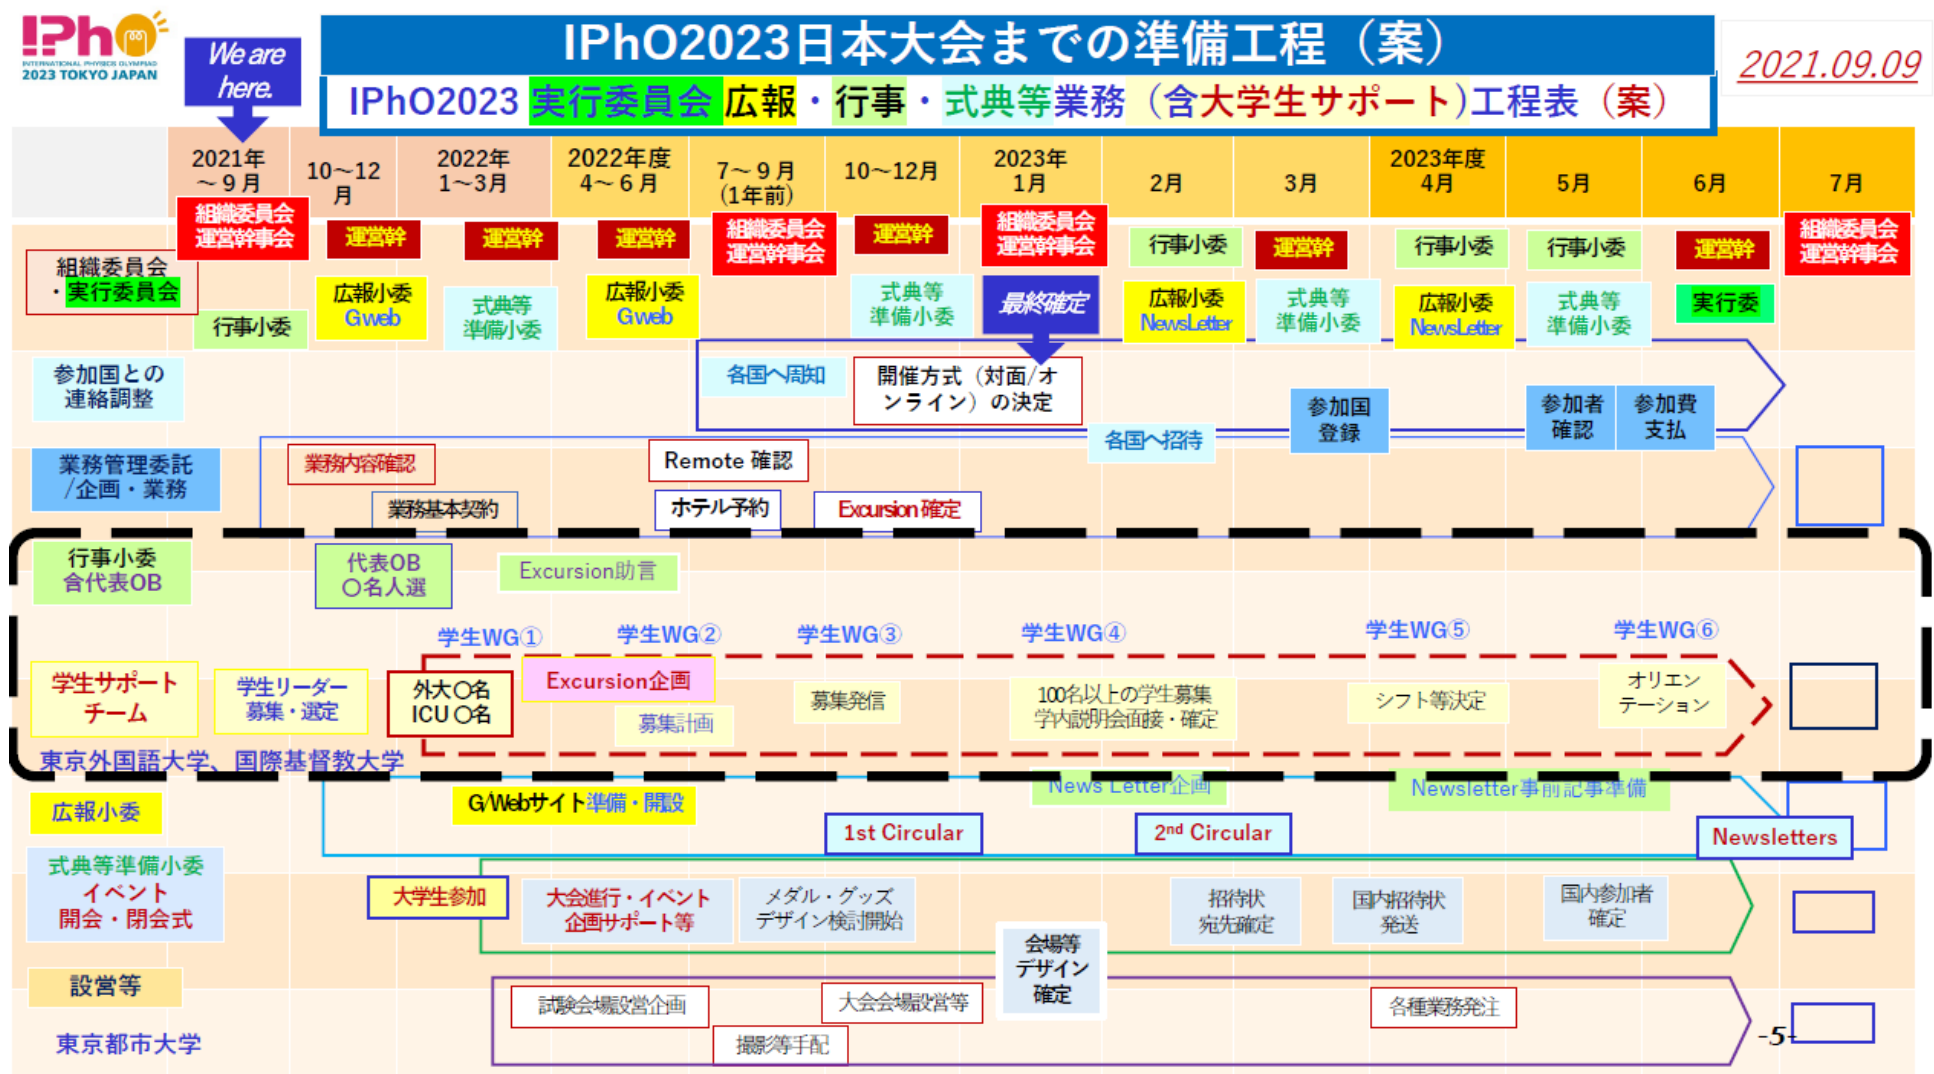 IPhO
INTERNATIONAL PHYSICS OLYMPIAD
2023 TOKYO JAPAN
We are
here.
IPhO2023日本大会までの準備工程（案）
IPhO2023 実行委員会 広報・行事・式典等業務（含大学生サポート）工程表（案）
2021.09.09
2021年
～９月
10～12
月
2022年
1～3月
2022年度
4～６月
7～９月
(1年前)
10～12月
2023年
1月
2月
3月
2023年度
4月
5月
6月
7月
組織委員会
・実行委員会
組織委員会
運営幹事会
行事小委
運営幹
広報小委
Gweb
運営幹
式典等
準備小委
運営幹
広報小委
Gweb
組織委員会
運営幹事会
運営幹
式典等
準備小委
組織委員会
運営幹事会
最終確定
行事小委
広報小委
NewsLetter
運営幹
式典等
準備小委
行事小委
広報小委
NewsLetter
行事小委
式典等
準備小委
運営幹
実行委
組織委員会
運営幹事会
参加国との
連絡調整
各国へ周知
開催方式（対面/オ
ンライン）の決定
各国へ招待
参加国
登録
参加者
確認
参加費
支払
業務管理委託
/企画・業務
業務内容確認
業務基本契約
Remote 確認
ホテル予約
Excursion 確定
行事小委
含代表OB
代表OB
〇名人選
Excursion助言
学生WG①
学生WG②
学生WG③
学生WG④
学生WG⑤
学生WG⑥
学生サポート
チーム
学生リーダー
募集・選定
外大〇名
ICU 〇名
Excursion企画
募集計画
募集発信
100名以上の学生募集
学内説明会面接・確定
シフト等決定
オリエン
テーション
東京外国語大学、国際基督教大学
広報小委
G/Webサイト準備・開設
News Letter企画
Newsletter事前記事準備
1st Circular
2nd Circular
Newsletters
式典等準備小委
イベント
開会・閉会式
大学生参加
大会進行・イベント
企画サポート等
メダル・グッズ
デザイン検討開始
会場等
デザイン
確定
招待状
宛先確定
国内招待状
発送
国内参加者
確定
設営等
東京都市大学
試験会場設営企画
撮影等手配
大会会場設営等
各種業務発注
-5-